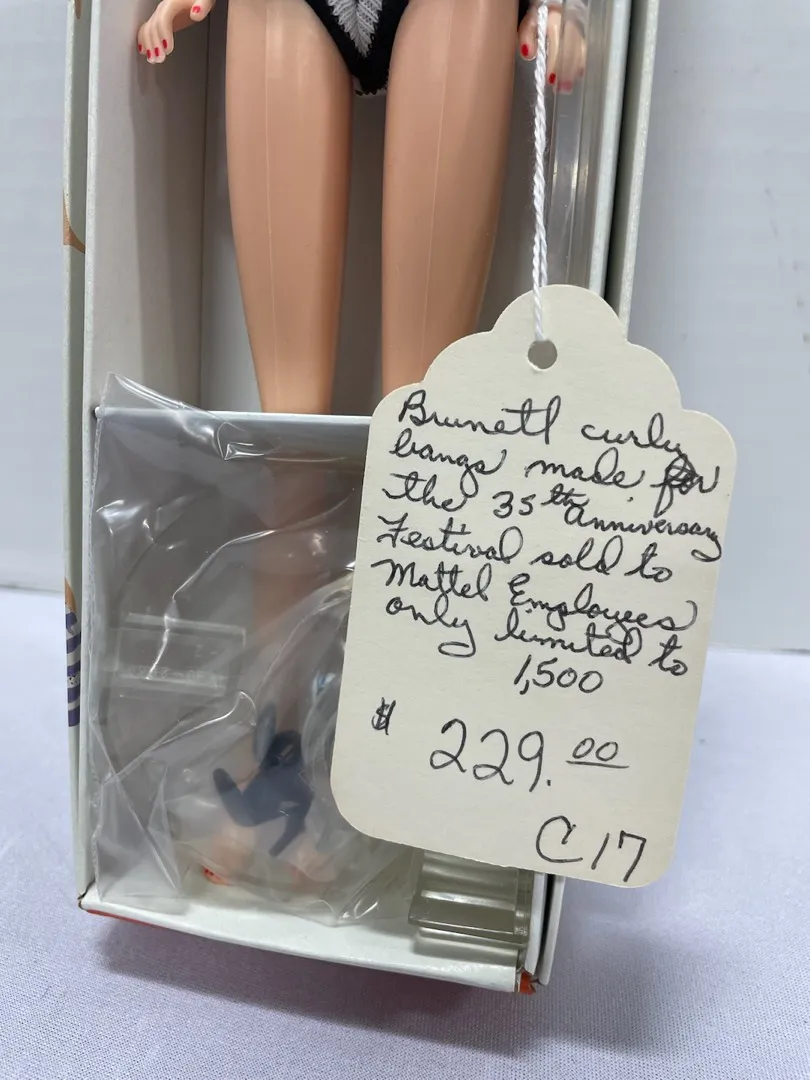 Brunett curly
bangs made for
the 35th Anniversary
Festival sold to
Mattel Employees
only limited to
1,500
$ 229.00
C17